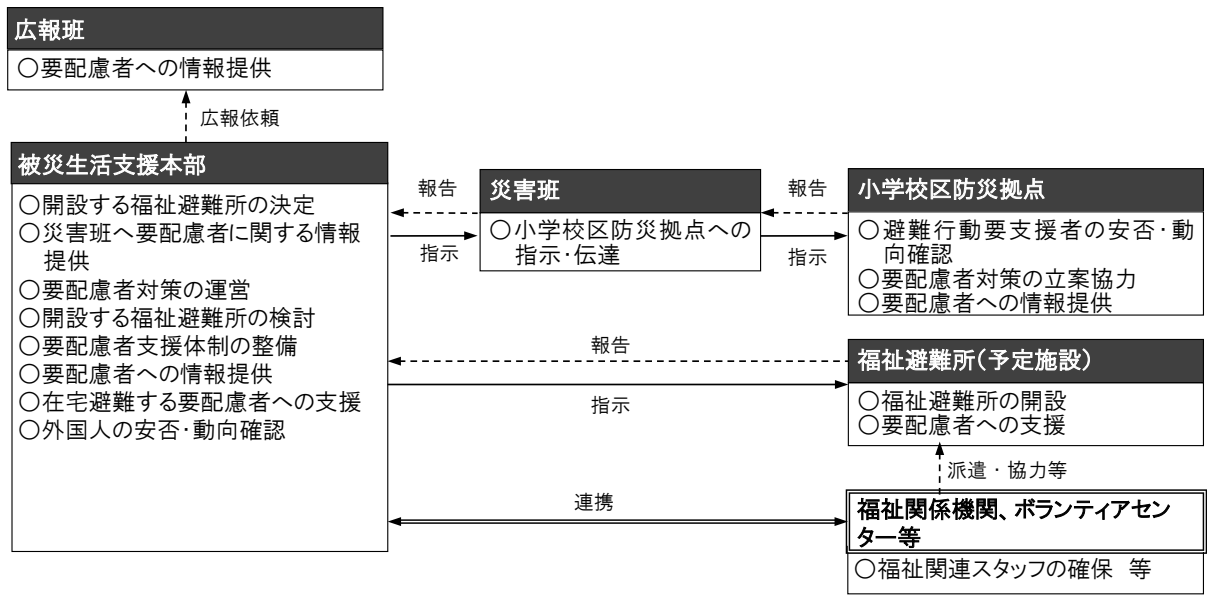 広報班
○要配慮者への情報提供
広報依頼
被災生活支援本部
○開設する福祉避難所の決定
○災害班へ要配慮者に関する情報
提供
○要配慮者対策の運営
○開設する福祉避難所の検討
○要配慮者支援体制の整備
○要配慮者への情報提供
○在宅避難する要配慮者への支援
○外国人の安否・動向確認
報告
指示
災害班
○小学校区防災拠点への
指示・伝達
報告
指示
小学校区防災拠点
○避難行動要支援者の安否・動
向確認
○要配慮者対策の立案協力
○要配慮者への情報提供
報告
指示
福祉避難所（予定施設）
○福祉避難所の開設
○要配慮者への支援
派遣・協力等
連携
福祉関係機関、ボランティアセン
ター等
○福祉関連スタッフの確保　等